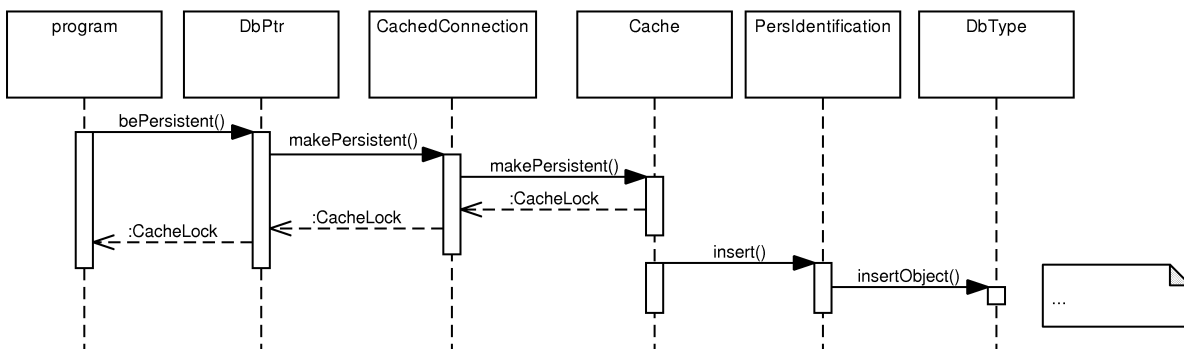 program
DbPtr
CachedConnection
Cache
PersIdentification
DbType
bePersistent()
makePersistent()
makePersistent()
:CacheLock
:CacheLock
:CacheLock
insert()
insertObject()
...